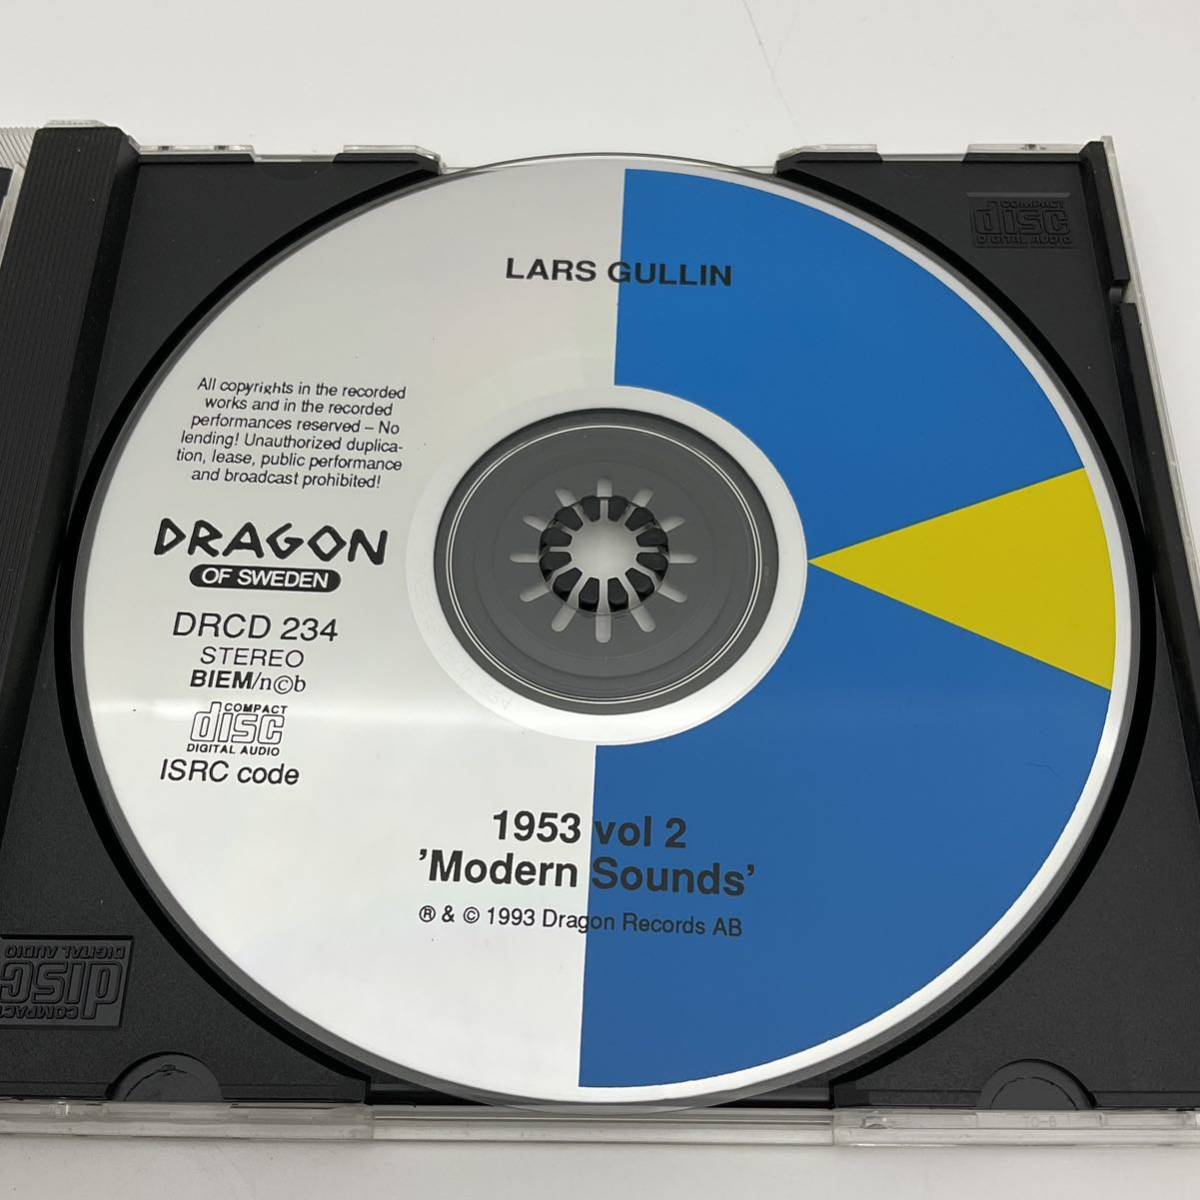 LARS GULLIN
All copyrights in the recorded
works and in the recorded
performances reserved – No
lending! Unauthorized duplica-
tion, lease, public performance
and broadcast prohibited!
DRAGON
OF SWEDEN
DRCD 234
STEREO
BIEM/n©b
COMPACT
disc
DIGITAL AUDIO
ISRC code
1953 vol 2
’Modern Sounds’
® & © 1993 Dragon Records AB
COMPACT
disc
DIGITAL AUDIO
COMPACT
disc
DIGITAL AUDIO